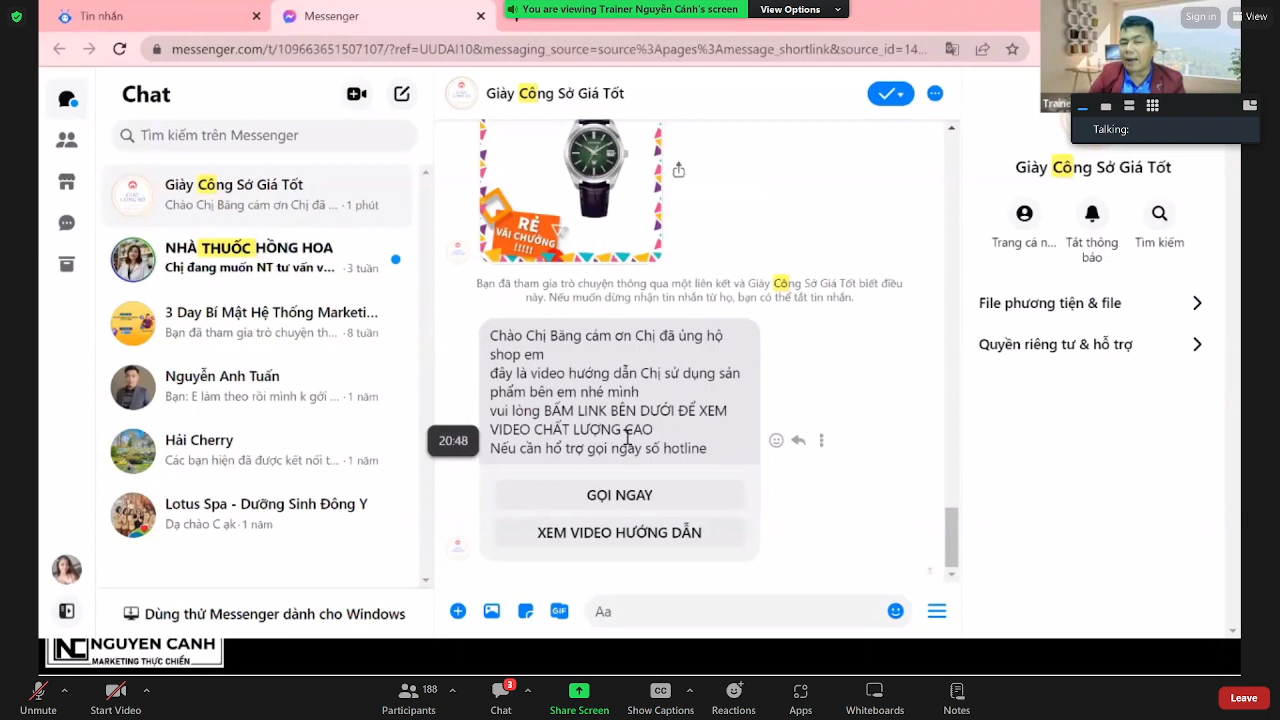 Tin nhắn
Messenger
You are viewing Trainer Nguyễn Cảnh's screen
View Options
Sign in
View
messenger.com/t/109663651507107/?ref=UUDAI10&messaging_source=source%3Apages%3Amessage_shortlink&source_id=14...
Talking:
Chat
Giày Công Sở Giá Tốt
Tìm kiếm trên Messenger
Giày Công Sở Giá Tốt
Chào Chị Băng cám ơn Chị đã ... · 1 phút
NHÀ THUỐC HỒNG HOA
Chị đang muốn NT tư vấn v... · 3 tuần
3 Day Bí Mật Hệ Thống Marketi...
Bạn đã tham gia trò chuyện th... · 8 tuần
Nguyễn Anh Tuấn
Bạn: E làm theo rồi mình k gới ... · 1 năm
Hải Cherry
Các bạn hiện đã được kết nối t... · 1 năm
Lotus Spa - Dưỡng Sinh Đông Y
Dạ chào C ạk · 1 năm
Dùng thử Messenger dành cho Windows
RẺ
VÃI CHƯỞNG
!!!!!
Bạn đã tham gia trò chuyện thông qua một liên kết và Giày Công Sở Giá Tốt biết điều
này. Nếu muốn dừng nhận tin nhắn từ họ, bạn có thể tắt tin nhắn.
Chào Chị Băng cám ơn Chị đã ủng hộ
shop em
đây là video hướng dẫn Chị sử dụng sản
phẩm bên em nhé mình
vui lòng BẤM LINK BÊN DƯỚI ĐỂ XEM
VIDEO CHẤT LƯỢNG CAO
Nếu cần hổ trợ gọi ngay số hotline
20:48
GỌI NGAY
XEM VIDEO HƯỚNG DẪN
Aa
GIF
Giày Công Sở Giá Tốt
Trang cá n...
Tắt thông
báo
Tìm kiếm
File phương tiện & file
Quyền riêng tư & hỗ trợ
NC NGUYEN CANH
MARKETING THỰC CHIẾN
Unmute
Start Video
188
Participants
3
Chat
Share Screen
CC
Show Captions
Reactions
Apps
Whiteboards
Notes
Leave